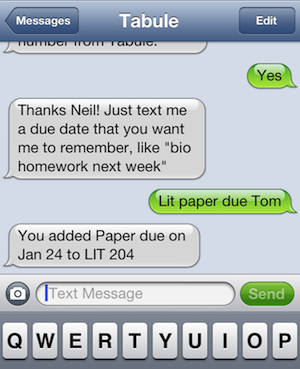 Messages
Tabule
Edit
number from Tabule.
Yes
Thanks Neil! Just text me
a due date that you want
me to remember, like "bio
homework next week"
Lit paper due Tom
You added Paper due on
Jan 24 to LIT 204
Text Message
Send
Q W E R T Y U I O P